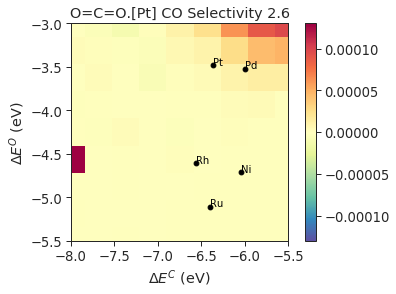 O=C=O.[Pt] CO Selectivity 2.6
−3.0
−3.5
−4.0
−4.5
−5.0
−5.5
ΔE^O (eV)
Pt
Pd
Rh
Ni
Ru
−8.0 −7.5 −7.0 −6.5 −6.0 −5.5
ΔE^C (eV)
0.00010
0.00005
0.00000
−0.00005
−0.00010